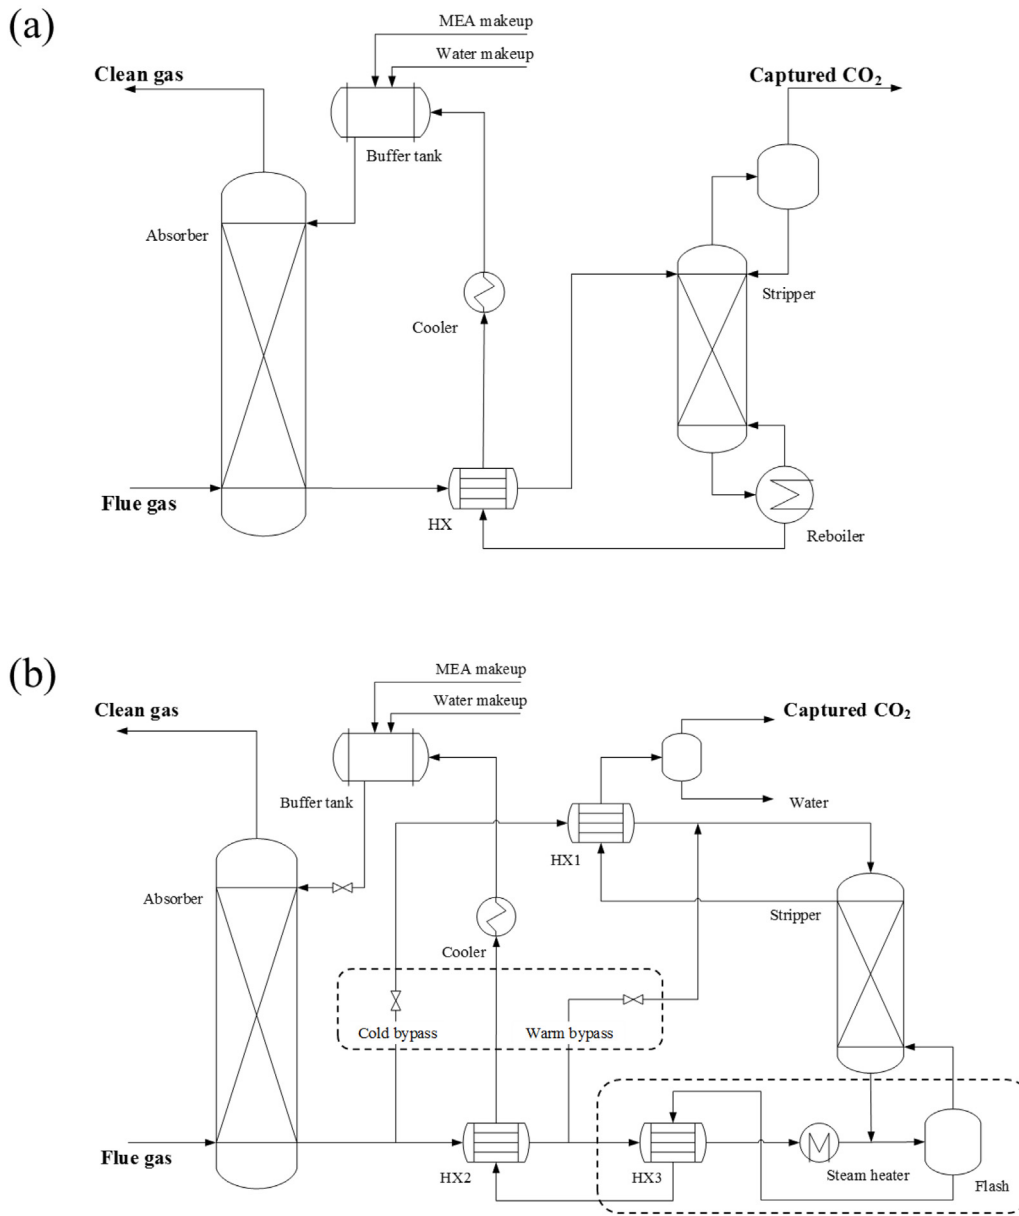 (a)
MEA makeup
Water makeup
Clean gas
Captured CO₂
Buffer tank
Absorber
Stripper
Cooler
Flue gas
HX
Reboiler
(b)
MEA makeup
Water makeup
Clean gas
Captured CO₂
Buffer tank
Water
HX1
Absorber
Stripper
Cooler
Cold bypass
Warm bypass
Flue gas
HX2
HX3
Steam heater
Flash